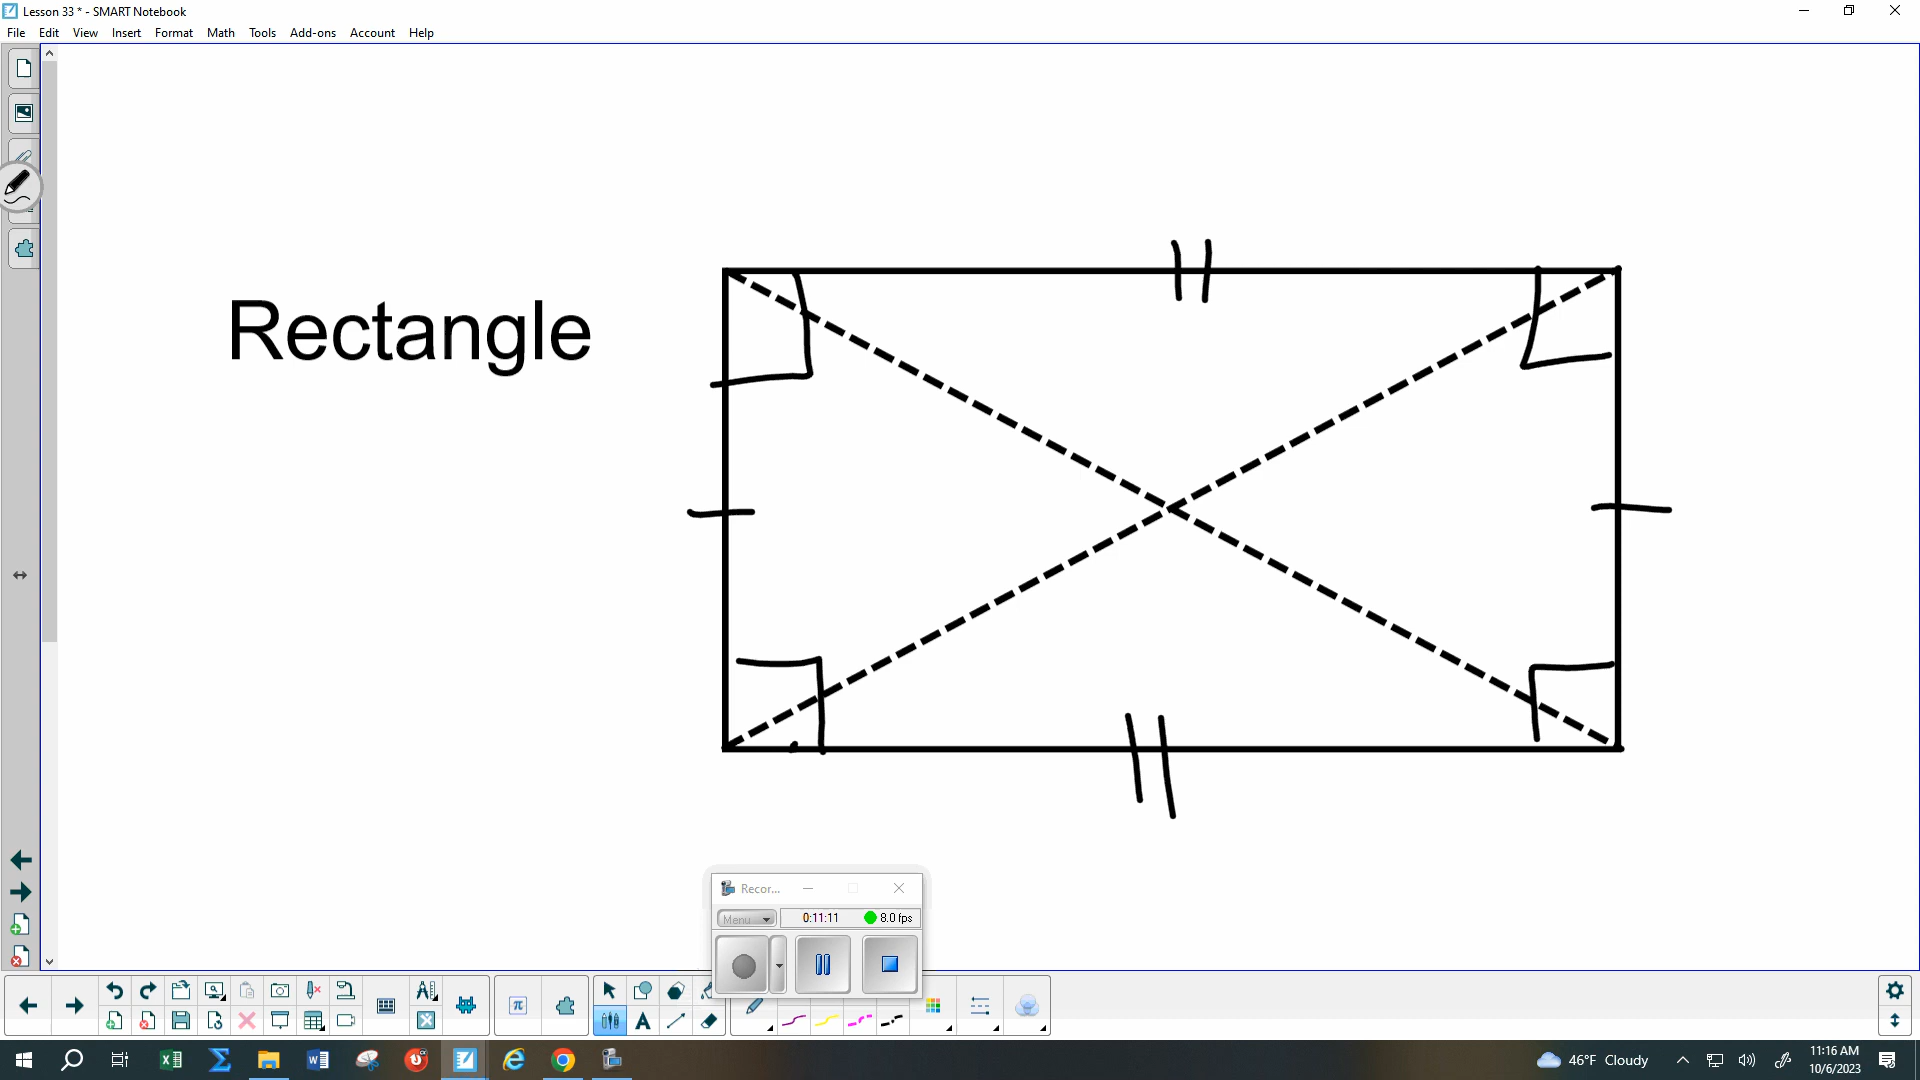 Lesson 33 * - SMART Notebook
File Edit View Insert Format Math Tools Add-ons Account Help
Rectangle
Recor...
Menu 0:11:11 8.0 fps
π
A
46°F Cloudy
11:16 AM
10/6/2023